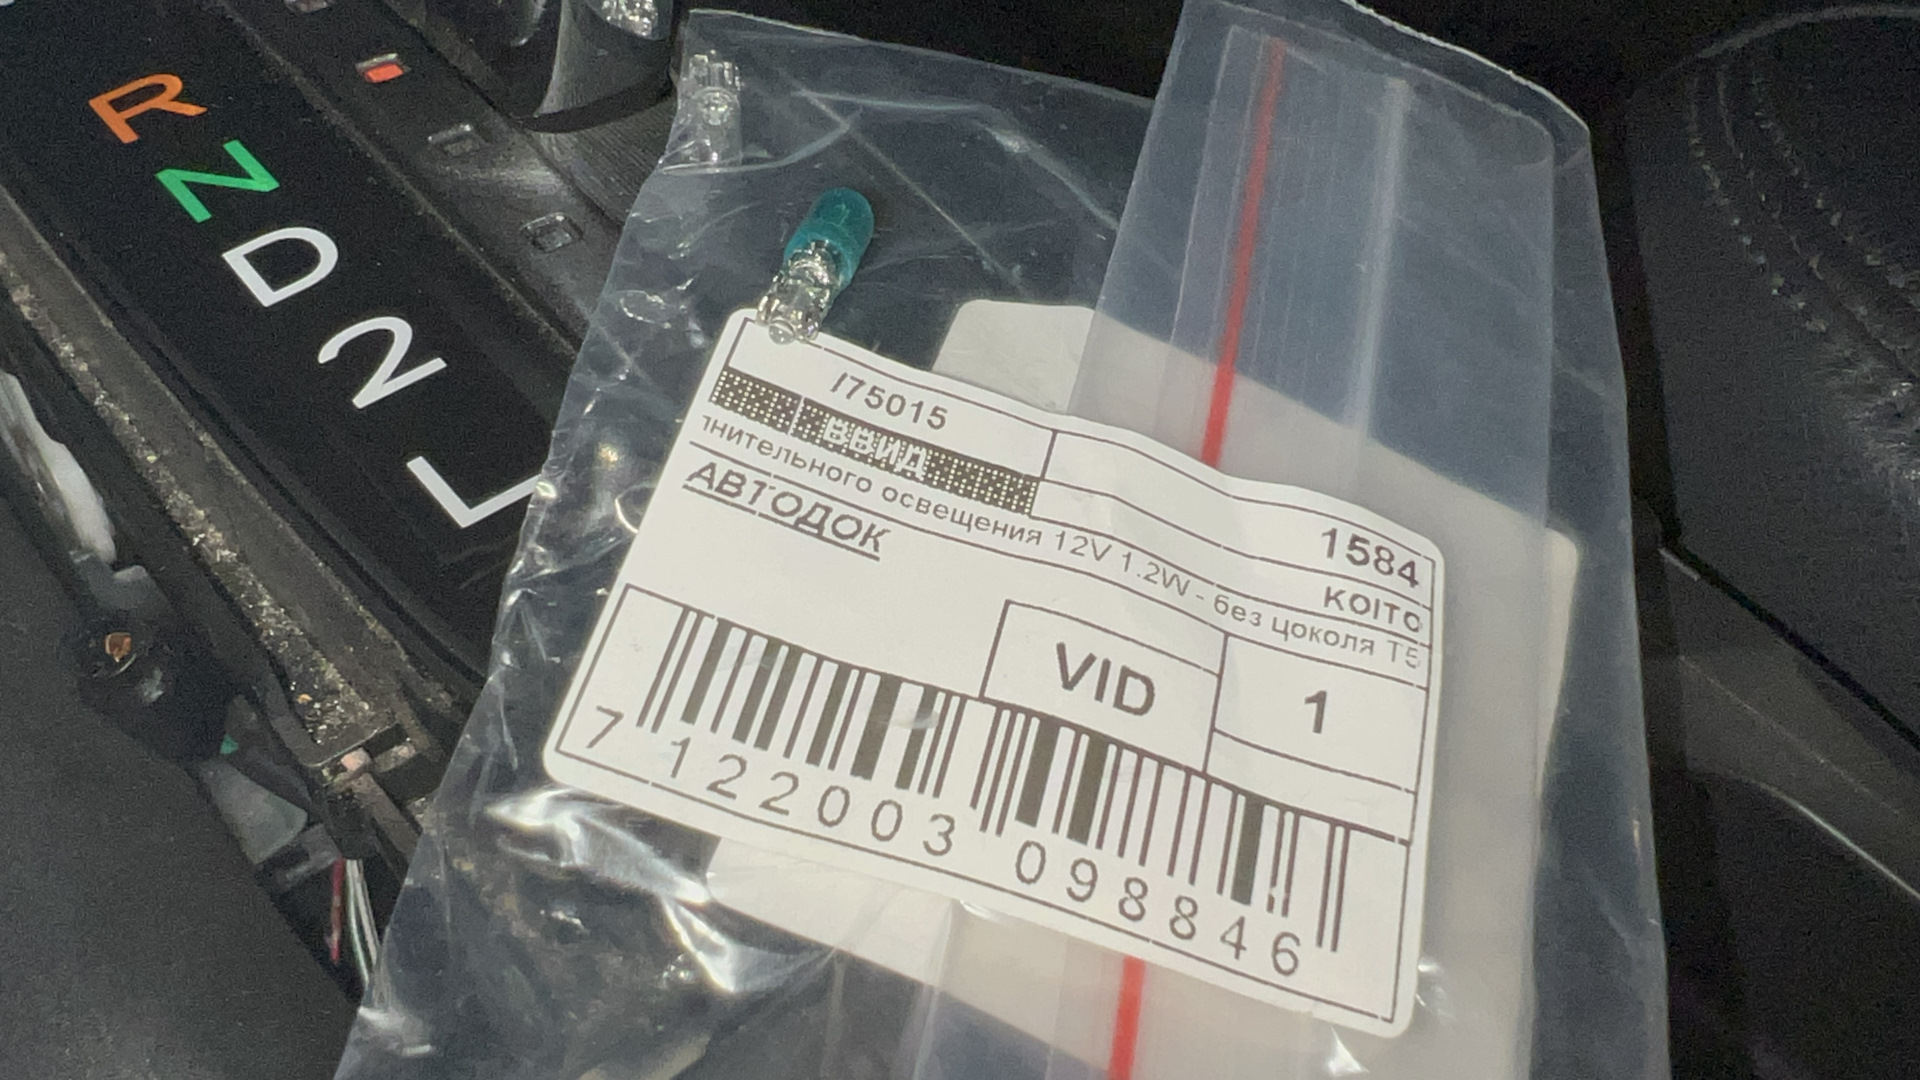 R
N
D
2
L
I75015
1584
ВВИД
KOITO
лнительного освещения 12V 1.2W - без цоколя T5
АВТОДОК
VID
1
7 122003 098846